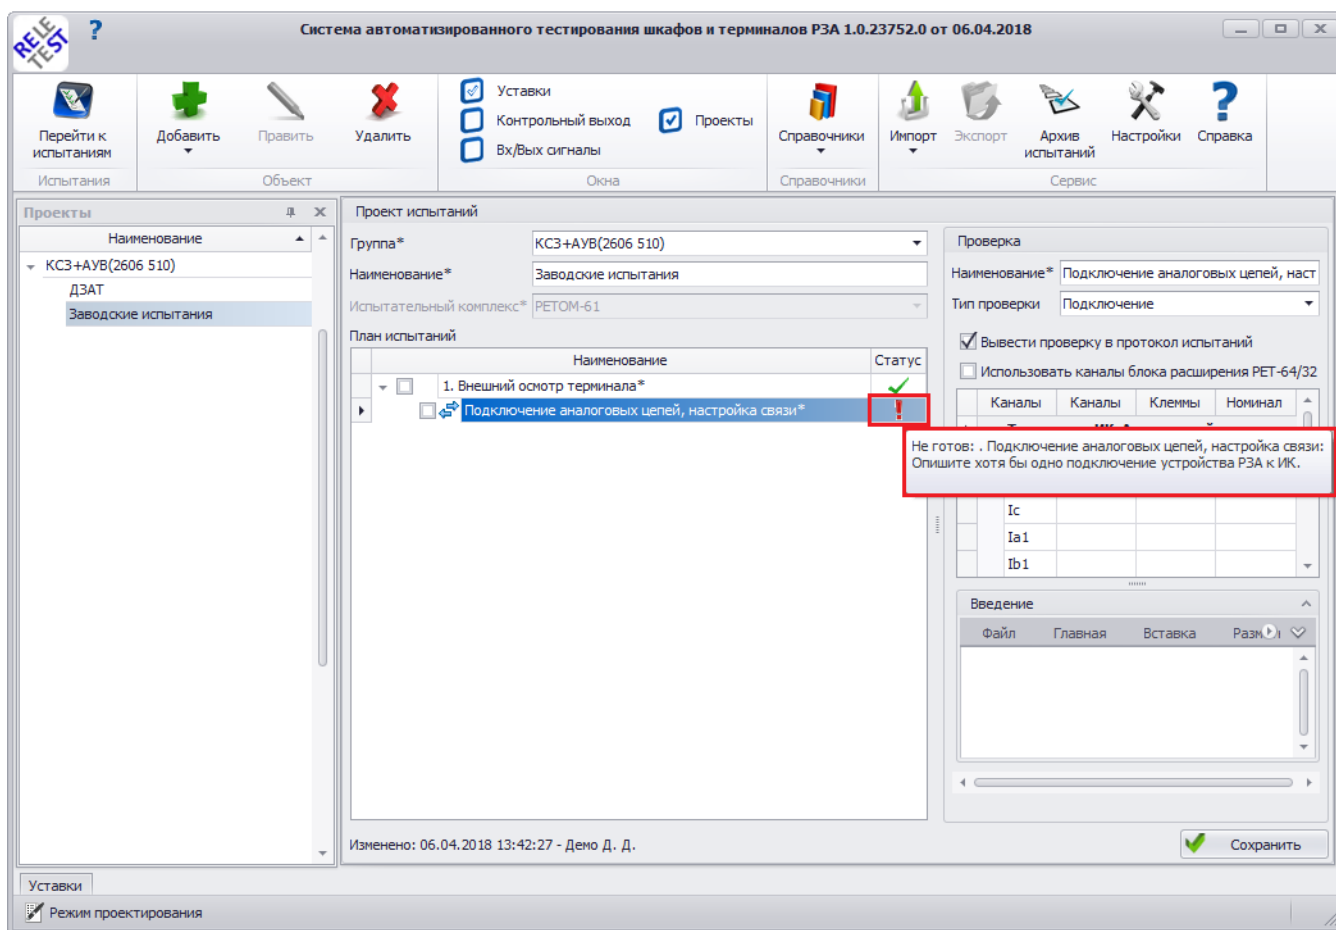 RELE TEST
?
Система автоматизированного тестирования шкафов и терминалов РЗА 1.0.23752.0 от 06.04.2018
Перейти к испытаниям
Добавить
Править
Удалить
Уставки
Контрольный выход
Вх/Вых сигналы
Проекты
Справочники
Импорт
Экспорт
Архив испытаний
Настройки
Справка
Испытания
Объект
Окна
Справочники
Сервис
Проекты
Наименование
КСЗ+АУВ(2606 510)
ДЗАТ
Заводские испытания
Проект испытаний
Группа*
КСЗ+АУВ(2606 510)
Наименование*
Заводские испытания
Испытательный комплекс*
РЕТОМ-61
План испытаний
Наименование
Статус
1. Внешний осмотр терминала*
Подключение аналоговых цепей, настройка связи*
Проверка
Наименование*
Подключение аналоговых цепей, наст
Тип проверки
Подключение
Вывести проверку в протокол испытаний
Использовать каналы блока расширения РЕТ-64/32
Каналы
Каналы
Клеммы
Номинал
Не готов: . Подключение аналоговых цепей, настройка связи:
Опишите хотя бы одно подключение устройства РЗА к ИК.
Ic
Ia1
Ib1
Введение
Файл
Главная
Вставка
Изменено: 06.04.2018 13:42:27 - Демо Д. Д.
Сохранить
Уставки
Режим проектирования